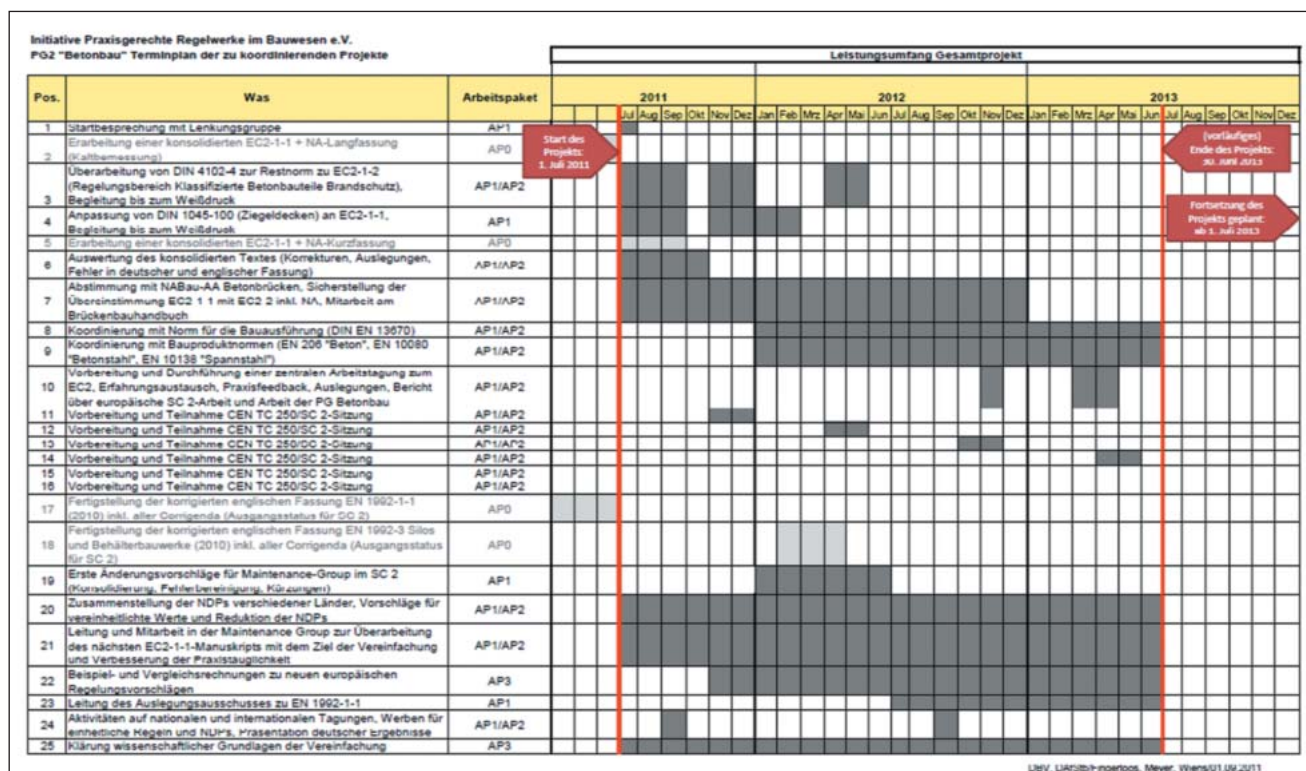 Initiative Praxisgerechte Regelwerke im Bauwesen e.V.
PG2 "Betonbau" Terminplan der zu koordinierenden Projekte
Leistungsumfang Gesamtprojekt
Pos. Was Arbeitspaket 2011 2012 2013
Jul Aug Sep Okt Nov Dez Jan Feb Mrz Apr Mai Jun Jul Aug Sep Okt Nov Dez Jan Feb Mrz Apr Mai Jun Jul Aug Sep Okt Nov Dez
1 Startbesprechung mit Lenkungsgruppe AP1
Start des
Projekts:
1. Juli 2011
(vorläufiges)
Ende des Projekts:
30. Juni 2013
Fortsetzung des
Projekts geplant:
ab 1. Juli 2013
Erarbeitung einer konsolidierten EC2-1-1 + NA-Langfassung
2 (Kaltbemessung) AP0
Überarbeitung von DIN 4102-4 zur Restnorm zu EC2-1-2
(Regelungsbereich Klassifizierte Betonbauteile Brandschutz), AP1/AP2
3 Begleitung bis zum Weißdruck
4 Anpassung von DIN 1045-100 (Ziegeldecken) an EC2-1-1, AP1
Begleitung bis zum Weißdruck
5 Erarbeitung einer konsolidierten EC2-1-1 + NA-Kurzfassung AP0
6 Auswertung des konsolidierten Textes (Korrekturen, Auslegungen, AP1/AP2
Fehler in deutscher und englischer Fassung)
Abstimmung mit NABau-AA Betonbrücken, Sicherstellung der
7 Übereinstimmung EC2-1-1 mit EC2-2 inkl. NA, Mitarbeit am AP1/AP2
Brückenbauhandbuch
8 Koordinierung mit Norm für die Bauausführung (DIN EN 13670) AP1/AP2
9 Koordinierung mit Bauproduktnormen (EN 206 "Beton", EN 10080 AP1/AP2
"Betonstahl", EN 10138 "Spannstahl")
Vorbereitung und Durchführung einer zentralen Arbeitstagung zum
10 EC2, Erfahrungsaustausch, Praxisfeedback, Auslegungen, Bericht AP1/AP2
über europäische SC 2-Arbeit und Arbeit der PG Betonbau
11 Vorbereitung und Teilnahme CEN TC 250/SC 2-Sitzung AP1/AP2
12 Vorbereitung und Teilnahme CEN TC 250/SC 2-Sitzung AP1/AP2
13 Vorbereitung und Teilnahme CEN TC 250/SC 2-Sitzung AP1/AP2
14 Vorbereitung und Teilnahme CEN TC 250/SC 2-Sitzung AP1/AP2
15 Vorbereitung und Teilnahme CEN TC 250/SC 2-Sitzung AP1/AP2
16 Vorbereitung und Teilnahme CEN TC 250/SC 2-Sitzung AP1/AP2
17 Fertigstellung der korrigierten englischen Fassung EN 1992-1-1 AP0
(2010) inkl. aller Corrigenda (Ausgangsstatus für SC 2)
Fertigstellung der korrigierten englischen Fassung EN 1992-3 Silos
18 und Behälterbauwerke (2010) inkl. aller Corrigenda (Ausgangsstatus AP0
für SC 2)
19 Erste Änderungsvorschläge für Maintenance-Group im SC 2 AP1
(Konsolidierung, Fehlerbereinigung, Kürzungen)
20 Zusammenstellung der NDPs verschiedener Länder, Vorschläge für AP1/AP2
vereinheitlichte Werte und Reduktion der NDPs
Leitung und Mitarbeit in der Maintenance Group zur Überarbeitung
21 des nächsten EC2-1-1-Manuskripts mit dem Ziel der Vereinfachung AP1/AP2
und Verbesserung der Praxistauglichkeit
22 Beispiel- und Vergleichsrechnungen zu neuen europäischen AP3
Regelungsvorschlägen
23 Leitung des Auslegungsausschusses zu EN 1992-1-1 AP1
24 Aktivitäten auf nationalen und internationalen Tagungen, Werben für AP1/AP2
einheitliche Regeln und NDPs, Präsentation deutscher Ergebnisse
25 Klärung wissenschaftlicher Grundlagen der Vereinfachung AP3
DBV, DAfStb/Fingerloos, Meyer, Wiens/01.09.2011